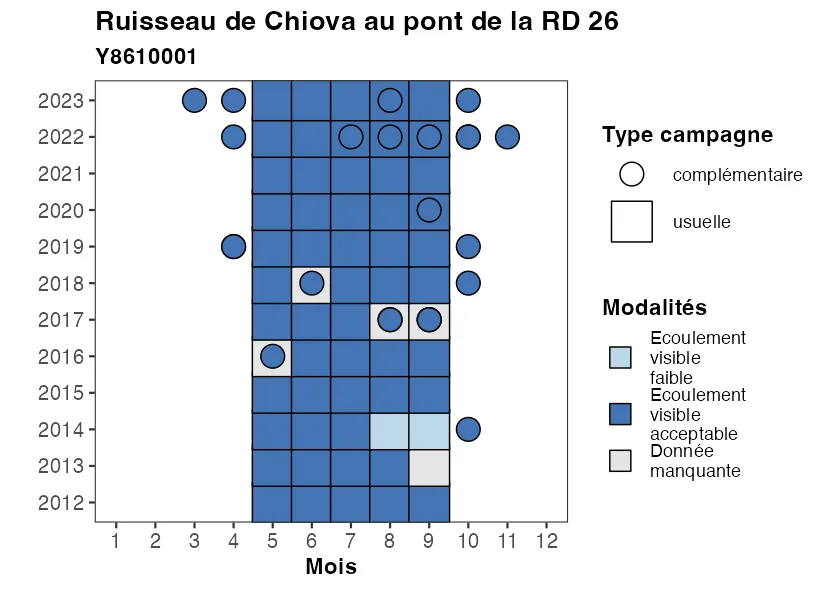 Ruisseau de Chiova au pont de la RD 26
Y8610001
2023
2022
2021
2020
2019
2018
2017
2016
2015
2014
2013
2012
1 2 3 4 5 6 7 8 9 10 11 12
Mois
Type campagne
complémentaire
usuelle
Modalités
Ecoulement
visible
faible
Ecoulement
visible
acceptable
Donnée
manquante